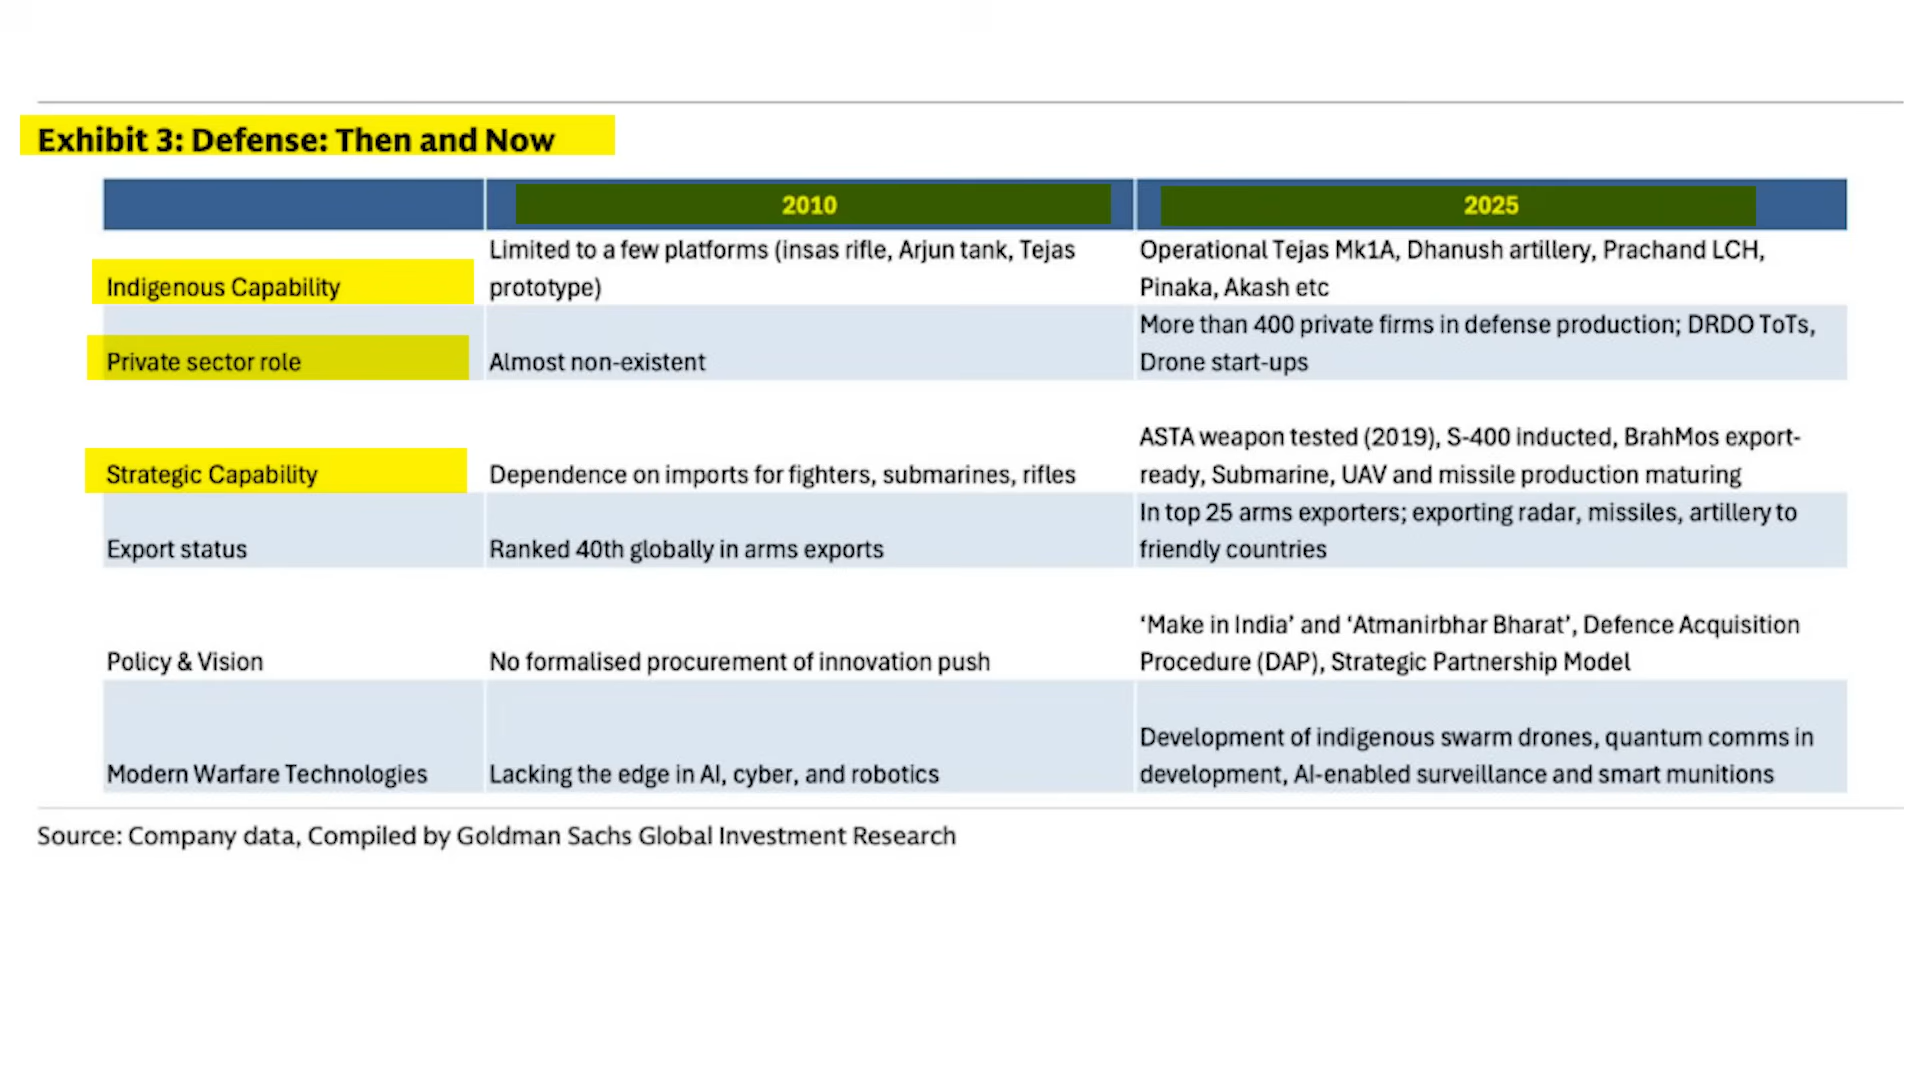 Exhibit 3: Defense: Then and Now
2010
2025
Indigenous Capability
Limited to a few platforms (insas rifle, Arjun tank, Tejas
prototype)
Operational Tejas Mk1A, Dhanush artillery, Prachand LCH,
Pinaka, Akash etc
Private sector role
Almost non-existent
More than 400 private firms in defense production; DRDO ToTs,
Drone start-ups
Strategic Capability
Dependence on imports for fighters, submarines, rifles
ASTA weapon tested (2019), S-400 inducted, BrahMos export-
ready, Submarine, UAV and missile production maturing
Export status
Ranked 40th globally in arms exports
In top 25 arms exporters; exporting radar, missiles, artillery to
friendly countries
Policy & Vision
No formalised procurement of innovation push
‘Make in India’ and ‘Atmanirbhar Bharat’, Defence Acquisition
Procedure (DAP), Strategic Partnership Model
Modern Warfare Technologies
Lacking the edge in AI, cyber, and robotics
Development of indigenous swarm drones, quantum comms in
development, AI-enabled surveillance and smart munitions
Source: Company data, Compiled by Goldman Sachs Global Investment Research